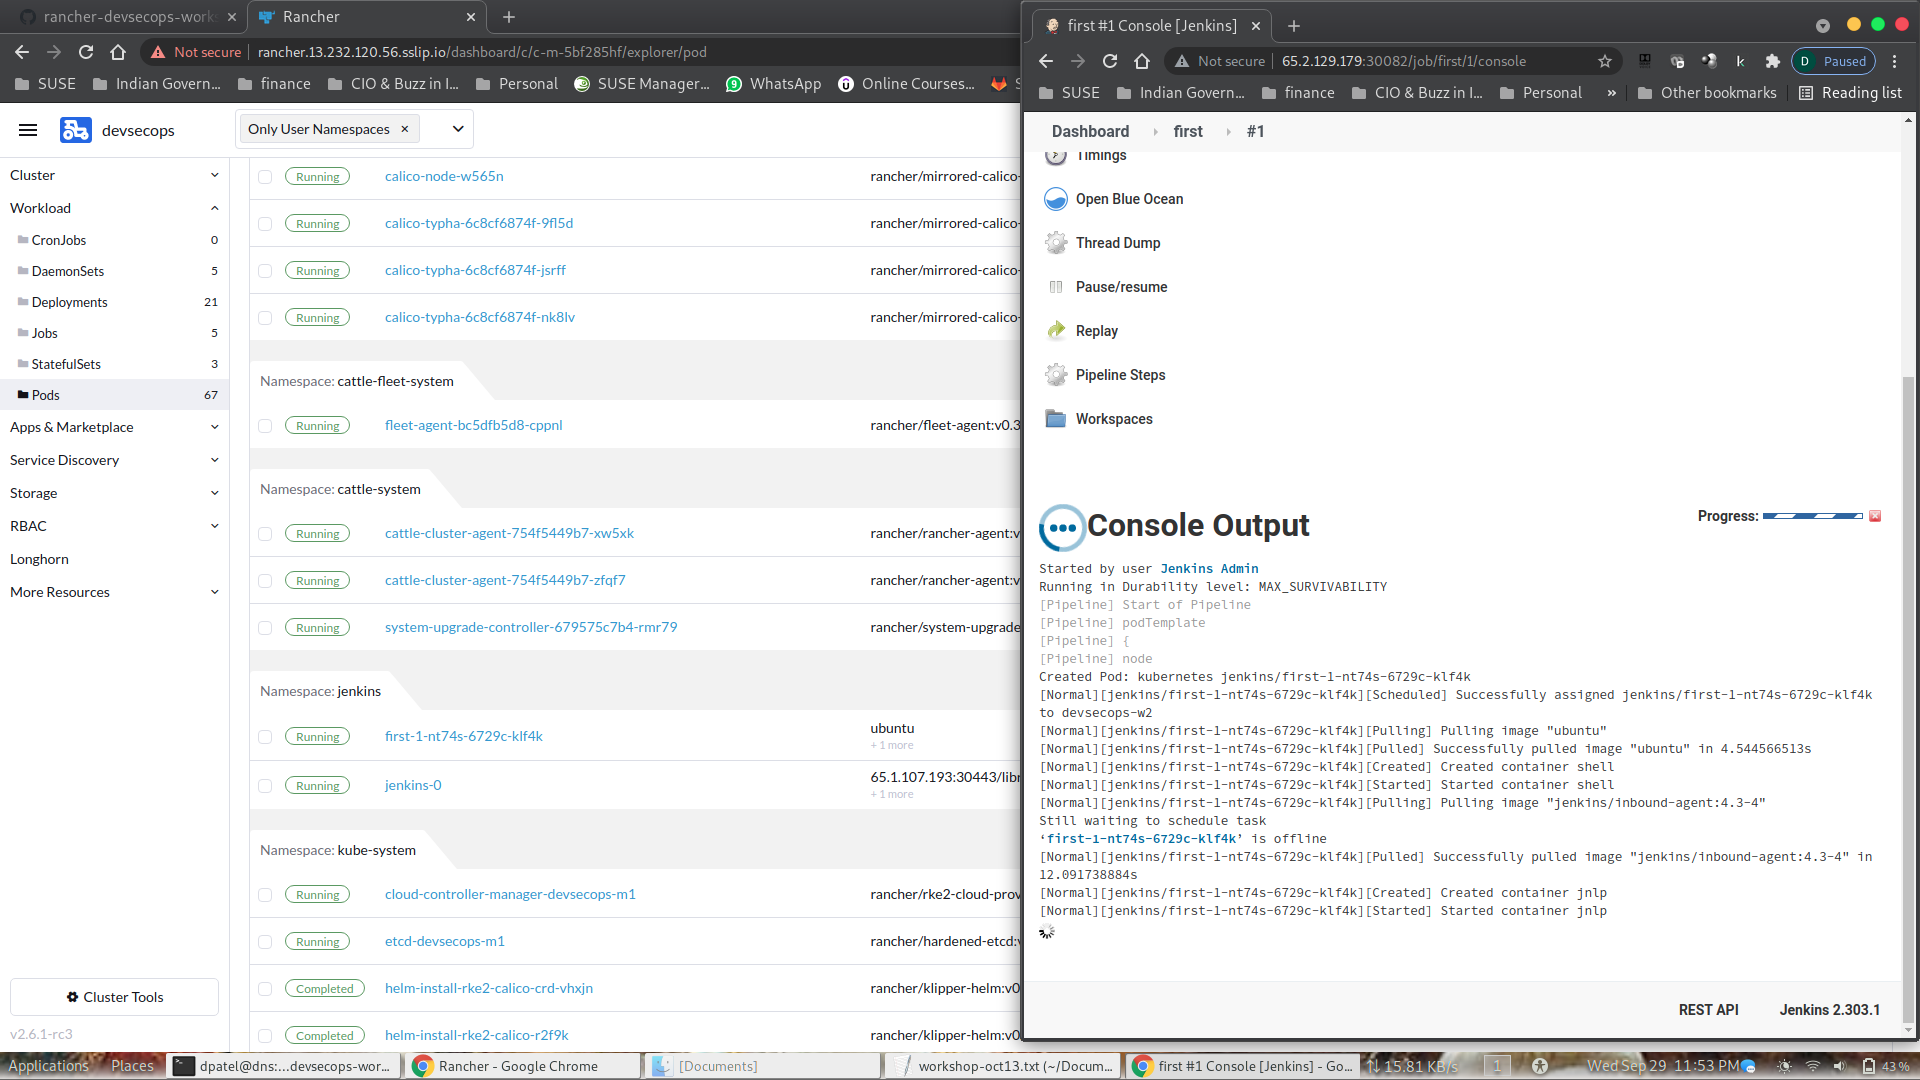 rancher-devsecops-work
Rancher
Not secure
rancher.13.232.120.56.sslip.io/dashboard/c/c-m-5bf285hf/explorer/pod
SUSE
Indian Govern...
finance
CIO & Buzz in I...
Personal
SUSE Manager...
WhatsApp
Online Courses...
devsecops
Only User Namespaces
Cluster
Workload
CronJobs 0
DaemonSets 5
Deployments 21
Jobs 5
StatefulSets 3
Pods 67
Apps & Marketplace
Service Discovery
Storage
RBAC
Longhorn
More Resources
Cluster Tools
v2.6.1-rc3
Running calico-node-w565n rancher/mirrored-calico-
Running calico-typha-6c8cf6874f-9fl5d rancher/mirrored-calico-
Running calico-typha-6c8cf6874f-jsrff rancher/mirrored-calico-
Running calico-typha-6c8cf6874f-nk8lv rancher/mirrored-calico-
Namespace: cattle-fleet-system
Running fleet-agent-bc5dfb5d8-cppnl rancher/fleet-agent:v0.3
Namespace: cattle-system
Running cattle-cluster-agent-754f5449b7-xw5xk rancher/rancher-agent:v
Running cattle-cluster-agent-754f5449b7-zfqf7 rancher/rancher-agent:v
Running system-upgrade-controller-679575c7b4-rmr79 rancher/system-upgrade
Namespace: jenkins
Running first-1-nt74s-6729c-klf4k ubuntu
+ 1 more
Running jenkins-0 65.1.107.193:30443/libr
+ 1 more
Namespace: kube-system
Running cloud-controller-manager-devsecops-m1 rancher/rke2-cloud-prov
Running etcd-devsecops-m1 rancher/hardened-etcd:v
Completed helm-install-rke2-calico-crd-vhxjn rancher/klipper-helm:v0
Completed helm-install-rke2-calico-r2f9k rancher/klipper-helm:v0
first #1 Console [Jenkins]
Not secure
65.2.129.179:30082/job/first/1/console
D Paused
SUSE
Indian Govern...
finance
CIO & Buzz in I...
Personal
»
Other bookmarks
Reading list
Dashboard
first
#1
Timings
Open Blue Ocean
Thread Dump
Pause/resume
Replay
Pipeline Steps
Workspaces
Console Output
Progress:
Started by user Jenkins Admin
Running in Durability level: MAX_SURVIVABILITY
[Pipeline] Start of Pipeline
[Pipeline] podTemplate
[Pipeline] {
[Pipeline] node
Created Pod: kubernetes jenkins/first-1-nt74s-6729c-klf4k
[Normal][jenkins/first-1-nt74s-6729c-klf4k][Scheduled] Successfully assigned jenkins/first-1-nt74s-6729c-klf4k
to devsecops-w2
[Normal][jenkins/first-1-nt74s-6729c-klf4k][Pulling] Pulling image "ubuntu"
[Normal][jenkins/first-1-nt74s-6729c-klf4k][Pulled] Successfully pulled image "ubuntu" in 4.544566513s
[Normal][jenkins/first-1-nt74s-6729c-klf4k][Created] Created container shell
[Normal][jenkins/first-1-nt74s-6729c-klf4k][Started] Started container shell
[Normal][jenkins/first-1-nt74s-6729c-klf4k][Pulling] Pulling image "jenkins/inbound-agent:4.3-4"
Still waiting to schedule task
‘first-1-nt74s-6729c-klf4k’ is offline
[Normal][jenkins/first-1-nt74s-6729c-klf4k][Pulled] Successfully pulled image "jenkins/inbound-agent:4.3-4" in
12.091738884s
[Normal][jenkins/first-1-nt74s-6729c-klf4k][Created] Created container jnlp
[Normal][jenkins/first-1-nt74s-6729c-klf4k][Started] Started container jnlp
REST API
Jenkins 2.303.1
Applications
Places
dpatel@dns:...devsecops-wor...
Rancher - Google Chrome
[Documents]
workshop-oct13.txt (~/Docum...
first #1 Console [Jenkins] - Go...
15.81 KB/s
1
Wed Sep 29 11:53 PM
43 %